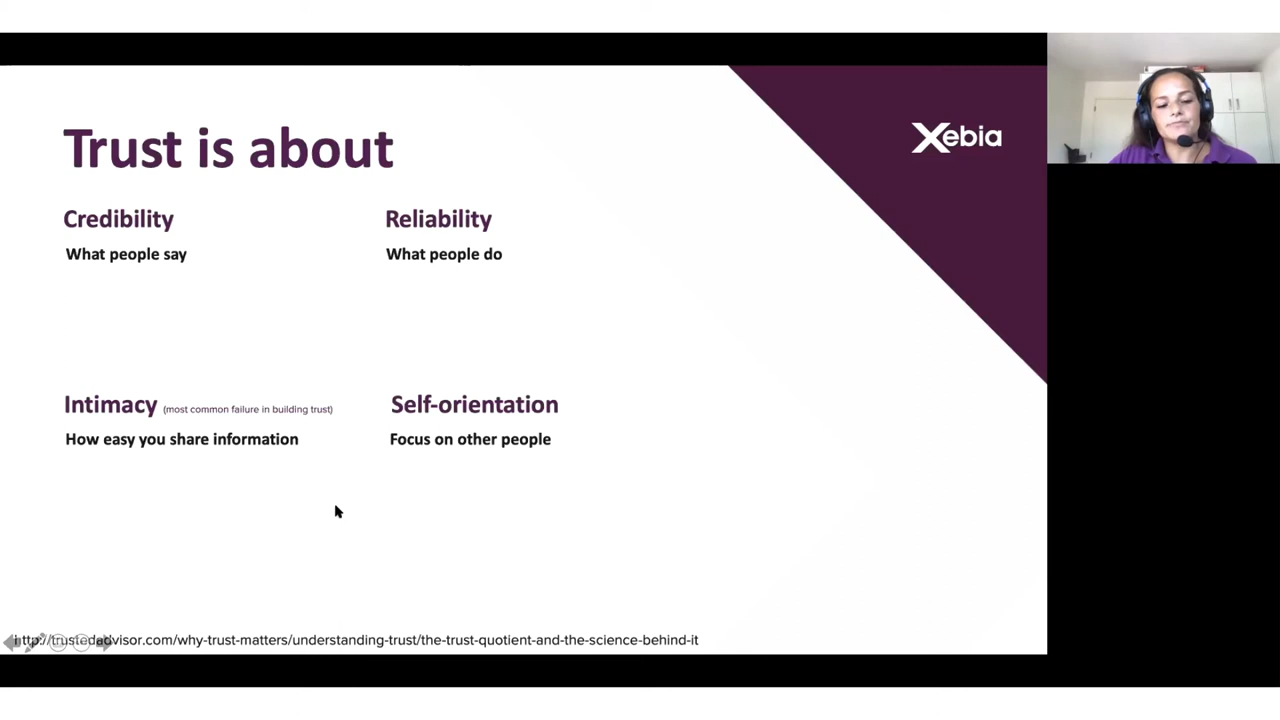 Trust is about
Xebia
Credibility
What people say
Reliability
What people do
Intimacy (most common failure in building trust)
How easy you share information
Self-orientation
Focus on other people
http://trustedadvisor.com/why-trust-matters/understanding-trust/the-trust-quotient-and-the-science-behind-it